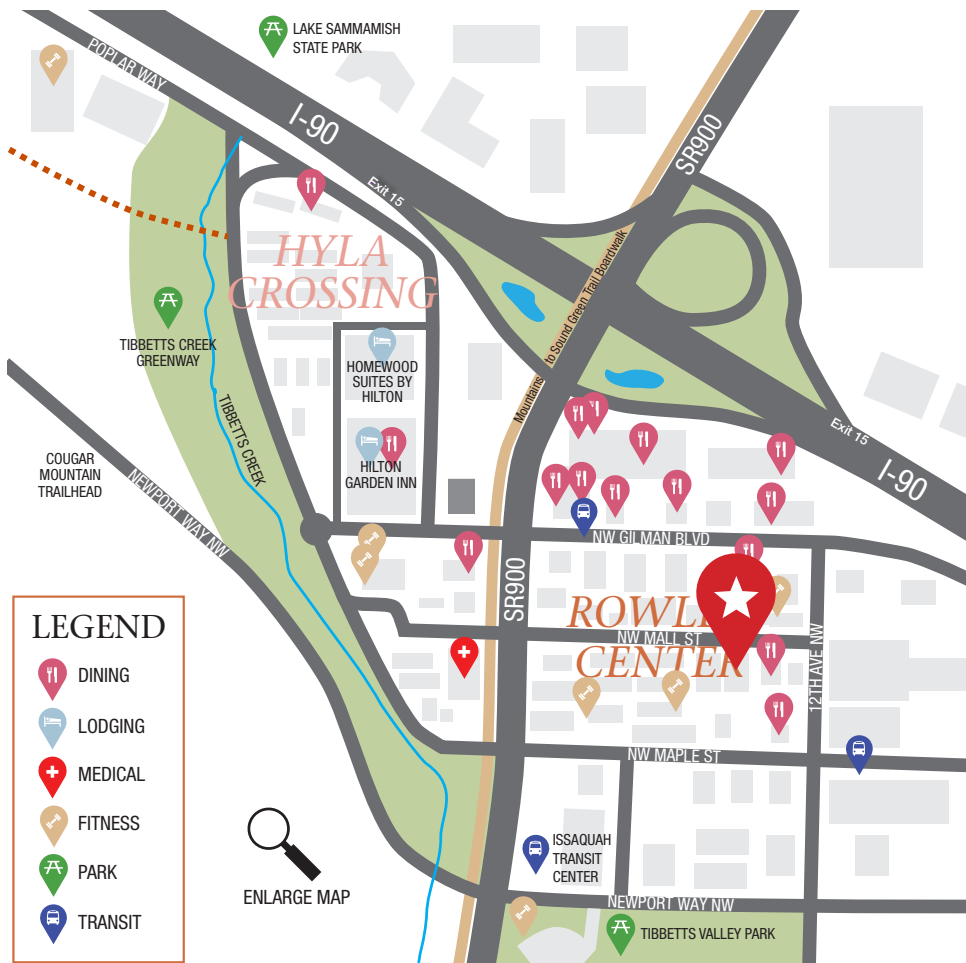 LAKE SAMMAMISH
STATE PARK
POPLAR WAY
I-90
SR900
Exit 15
HYLA
CROSSING
Mountains to Sound Green Trail Boardwalk
TIBBETTS CREEK
GREENWAY
HOMEWOOD
SUITES BY
HILTON
TIBBETTS CREEK
HILTON
GARDEN INN
COUGAR
MOUNTAIN
TRAILHEAD
NEWPORT WAY NW
Exit 15
I-90
NW GILMAN BLVD
SR900
ROWLE
CENTER
NW MALL ST
12TH AVE NW
NW MAPLE ST
LEGEND
DINING
LODGING
MEDICAL
FITNESS
PARK
TRANSIT
ENLARGE MAP
ISSAQUAH
TRANSIT
CENTER
NEWPORT WAY NW
TIBBETTS VALLEY PARK